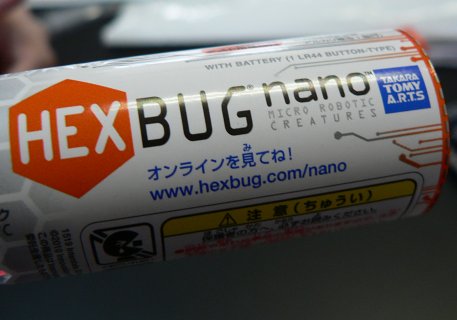 WITH BATTERY (1 LR44 BUTTON-TYPE)
HEXBUG® nano™
MICRO ROBOTIC
CREATURES
TAKARA
TOMY
A.R.T.S
オンラインを見てね!
み
www.hexbug.com/nano
注意(ちゅうい)